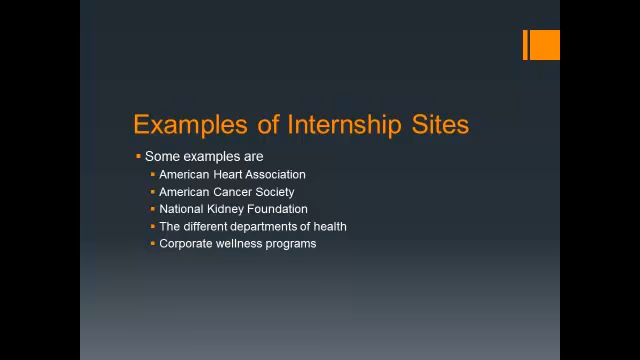 Examples of Internship Sites
Some examples are
American Heart Association
American Cancer Society
National Kidney Foundation
The different departments of health
Corporate wellness programs